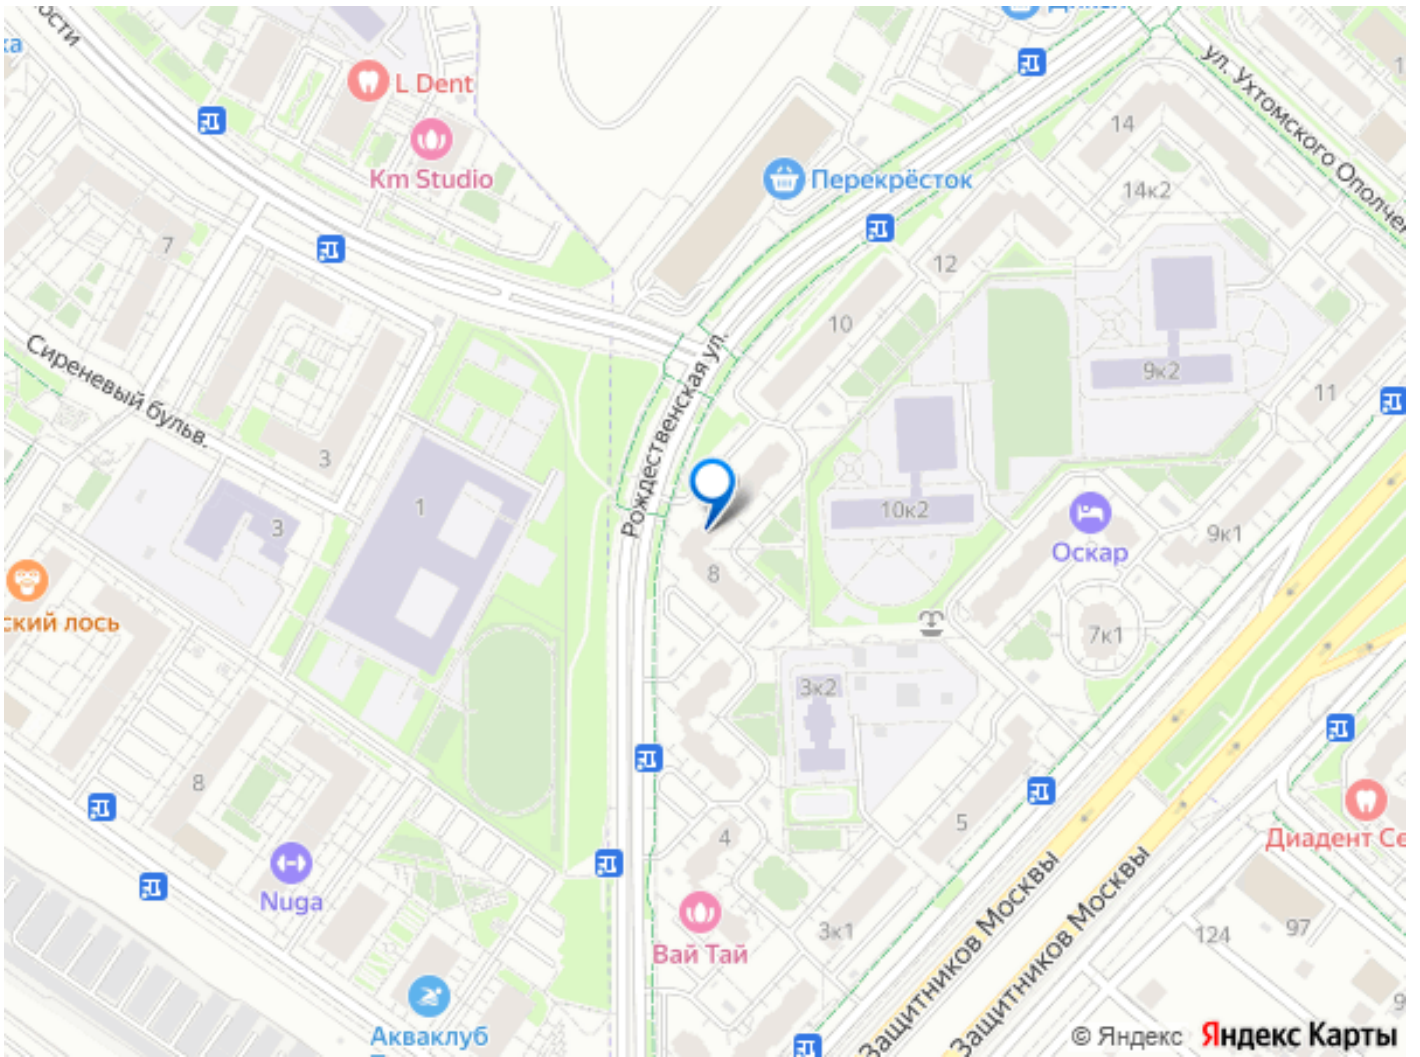 L Dent
Km Studio
Перекрёсток
ул. Ухтомского Ополчен
14
14к2
12
10
7
Сиреневый бульв.
3
3
1
Рождественская ул.
9к2
11
10к2
Оскар
9к1
8
7к1
ский лось
3к2
8
4
5
Диадент Се
Nuga
Вай Тай
3к1
Защитников Москвы
Защитников Москвы
124
97
Акваклуб
© Яндекс Яндекс Карты